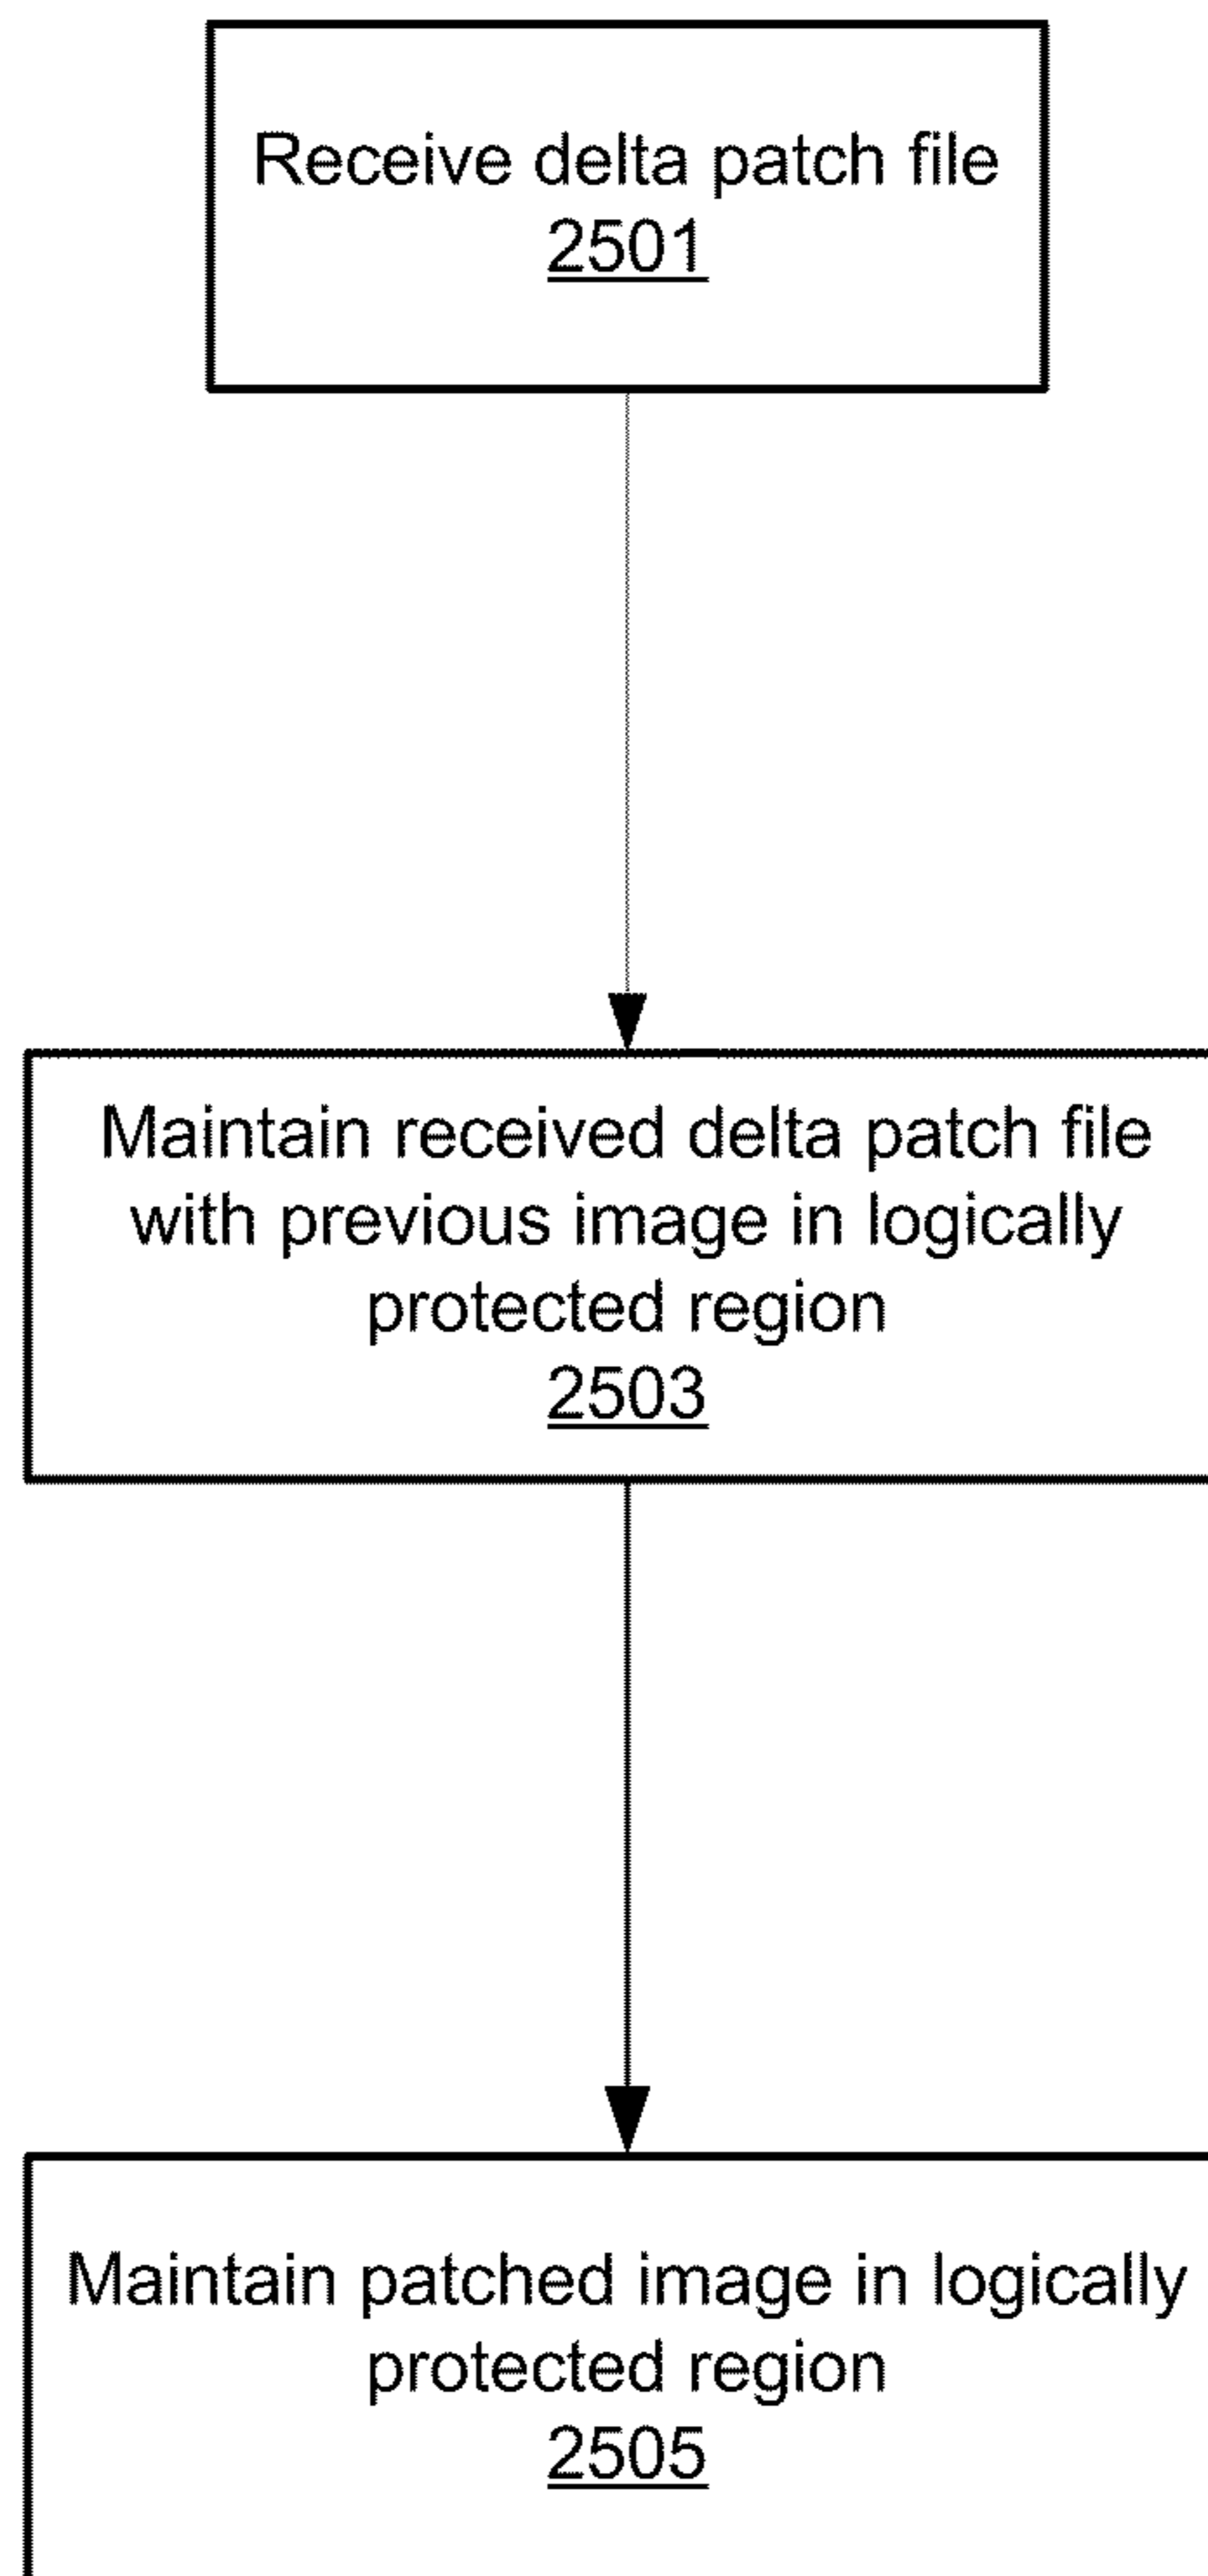 Receive delta patch file
2501
Maintain received delta patch file
with previous image in logically
protected region
2503
Maintain patched image in logically
protected region
2505